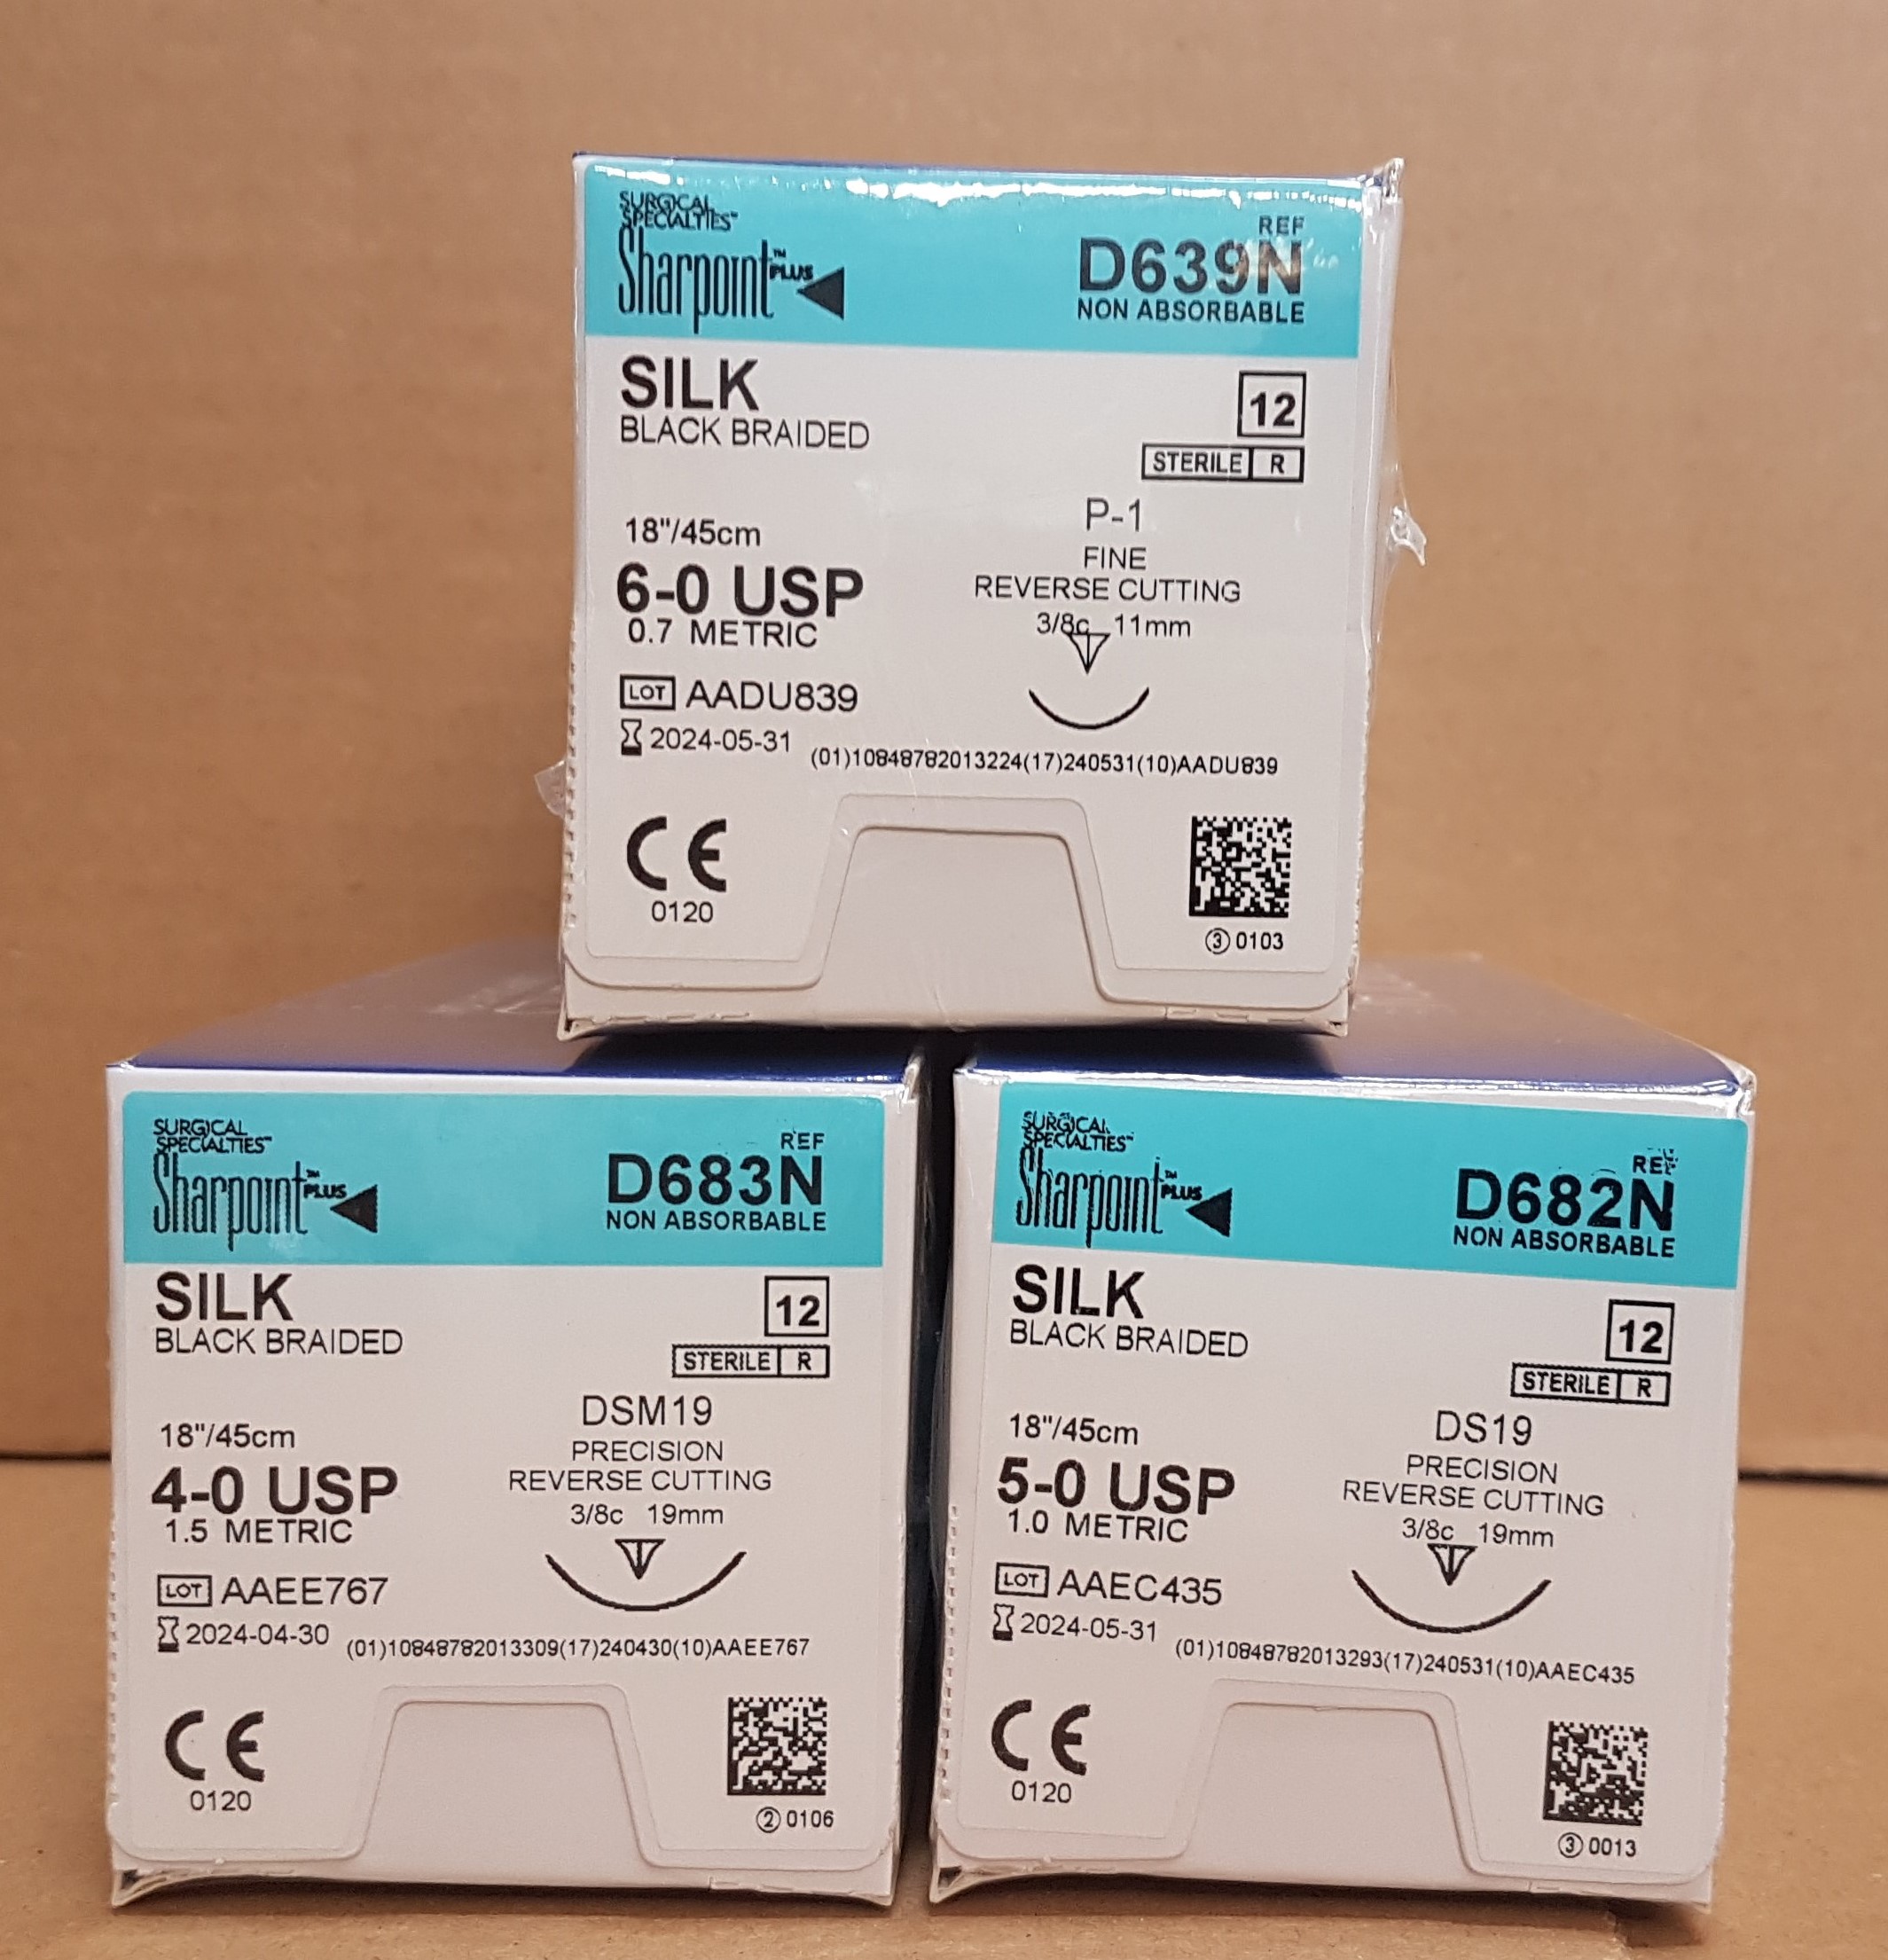 SURGICAL
SPECIALTIES™
Sharpoint™ PLUS
REF
D639N
NON ABSORBABLE
SILK
BLACK BRAIDED
12
STERILE R
18"/45cm
6-0 USP
0.7 METRIC
P-1
FINE
REVERSE CUTTING
3/8c 11mm
LOT AADU839
2024-05-31
(01)10848782013224(17)240531(10)AADU839
CE
0120
③ 0103
SURGICAL
SPECIALTIES™
Sharpoint™ PLUS
REF
D683N
NON ABSORBABLE
SILK
BLACK BRAIDED
12
STERILE R
18"/45cm
4-0 USP
1.5 METRIC
DSM19
PRECISION
REVERSE CUTTING
3/8c 19mm
LOT AAEE767
2024-04-30
(01)10848782013309(17)240430(10)AAEE767
CE
0120
② 0106
SURGICAL
SPECIALTIES™
Sharpoint™ PLUS
REF
D682N
NON ABSORBABLE
SILK
BLACK BRAIDED
12
STERILE R
18"/45cm
5-0 USP
1.0 METRIC
DS19
PRECISION
REVERSE CUTTING
3/8c 19mm
LOT AAEC435
2024-05-31
(01)10848782013293(17)240531(10)AAEC435
CE
0120
③ 0013